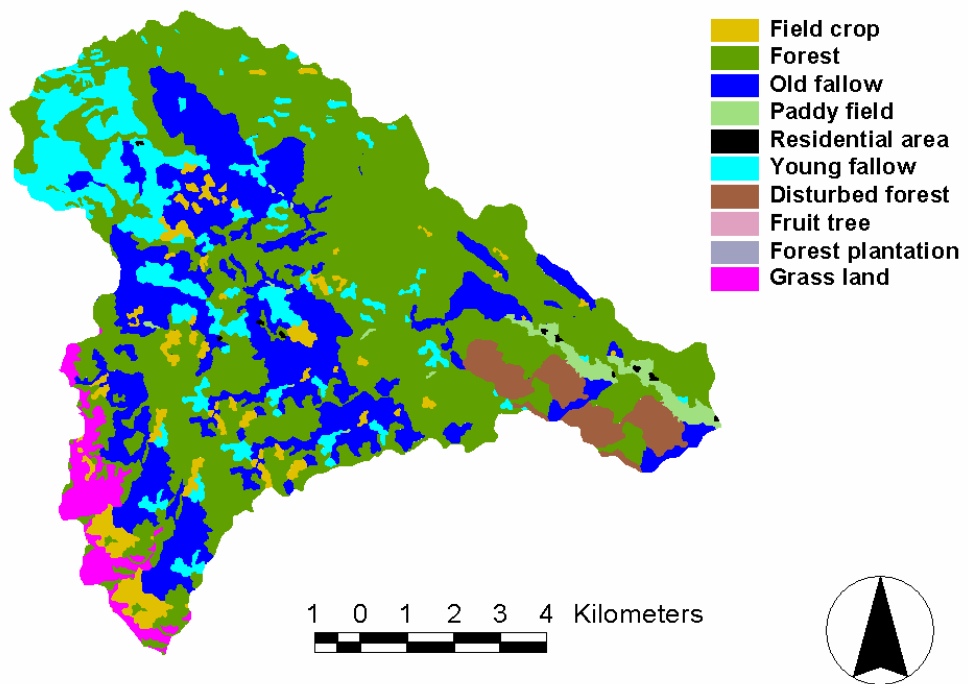 Field crop
Forest
Old fallow
Paddy field
Residential area
Young fallow
Disturbed forest
Fruit tree
Forest plantation
Grass land
1 0 1 2 3 4 Kilometers